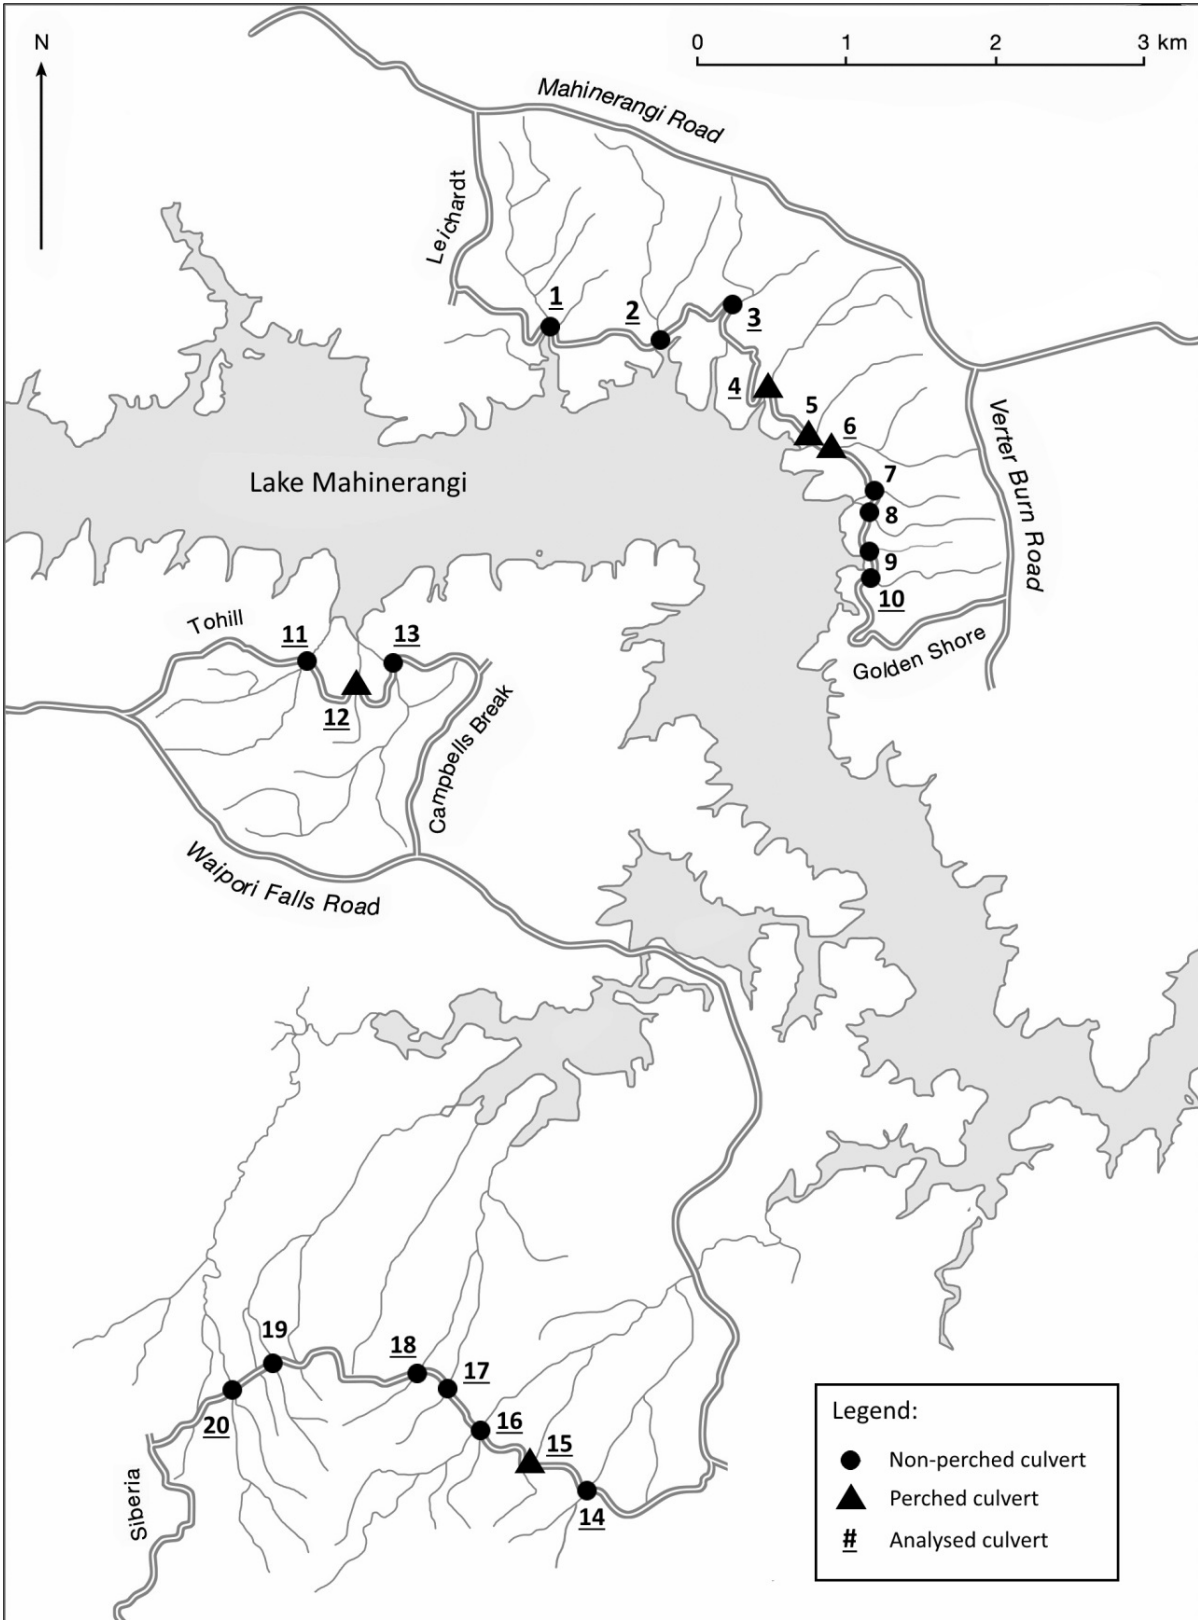 N
0 1 2 3 km
Mahinerangi Road
Leichardt
1
2
3
4
5
6
7
8
9
10
Verter Burn Road
Golden Shore
Lake Mahinerangi
Tohill
11
13
12
Campbells Break
Waipori Falls Road
19
18
17
20
16
15
14
Siberia
Legend:
Non-perched culvert
Perched culvert
# Analysed culvert